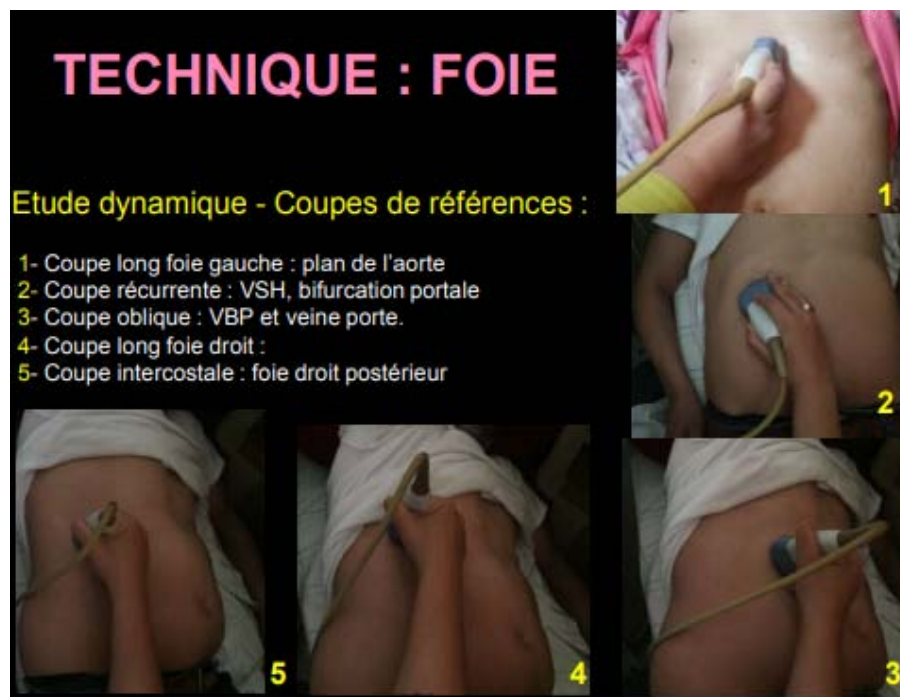 TECHNIQUE : FOIE
Etude dynamique - Coupes de références :
1- Coupe long foie gauche : plan de l'aorte
2- Coupe récurrente : VSH, bifurcation portale
3- Coupe oblique : VBP et veine porte.
4- Coupe long foie droit :
5- Coupe intercostale : foie droit postérieur
1
2
5
4
3